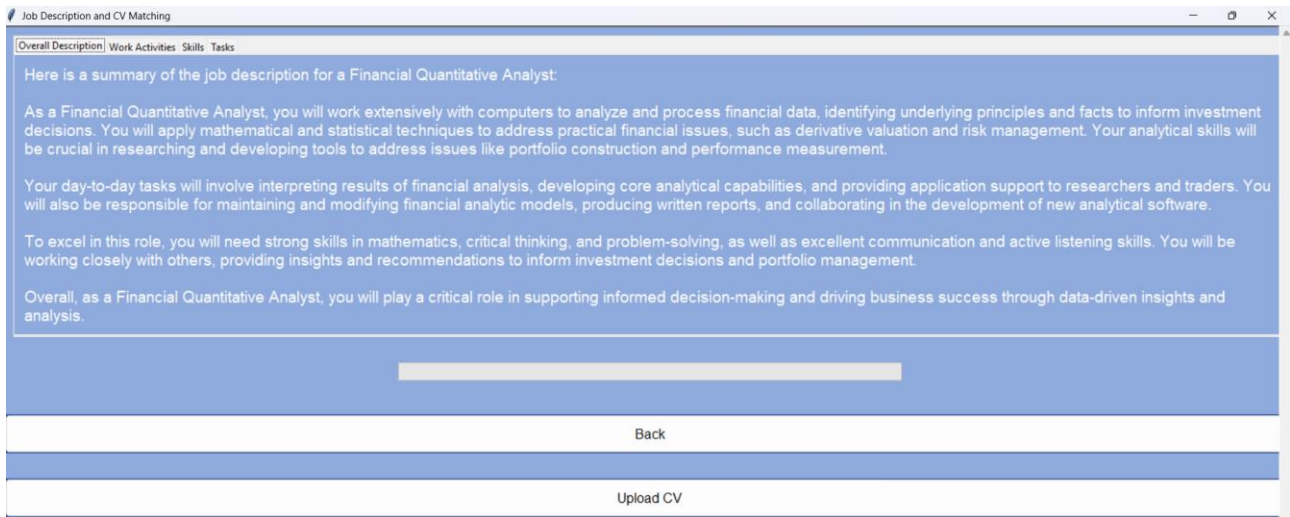 Job Description and CV Matching
Overall Description Work Activities Skills Tasks
Here is a summary of the job description for a Financial Quantitative Analyst:
As a Financial Quantitative Analyst, you will work extensively with computers to analyze and process financial data, identifying underlying principles and facts to inform investment
decisions. You will apply mathematical and statistical techniques to address practical financial issues, such as derivative valuation and risk management. Your analytical skills will
be crucial in researching and developing tools to address issues like portfolio construction and performance measurement.
Your day-to-day tasks will involve interpreting results of financial analysis, developing core analytical capabilities, and providing application support to researchers and traders. You
will also be responsible for maintaining and modifying financial analytic models, producing written reports, and collaborating in the development of new analytical software.
To excel in this role, you will need strong skills in mathematics, critical thinking, and problem-solving, as well as excellent communication and active listening skills. You will be
working closely with others, providing insights and recommendations to inform investment decisions and portfolio management.
Overall, as a Financial Quantitative Analyst, you will play a critical role in supporting informed decision-making and driving business success through data-driven insights and
analysis.
Back
Upload CV